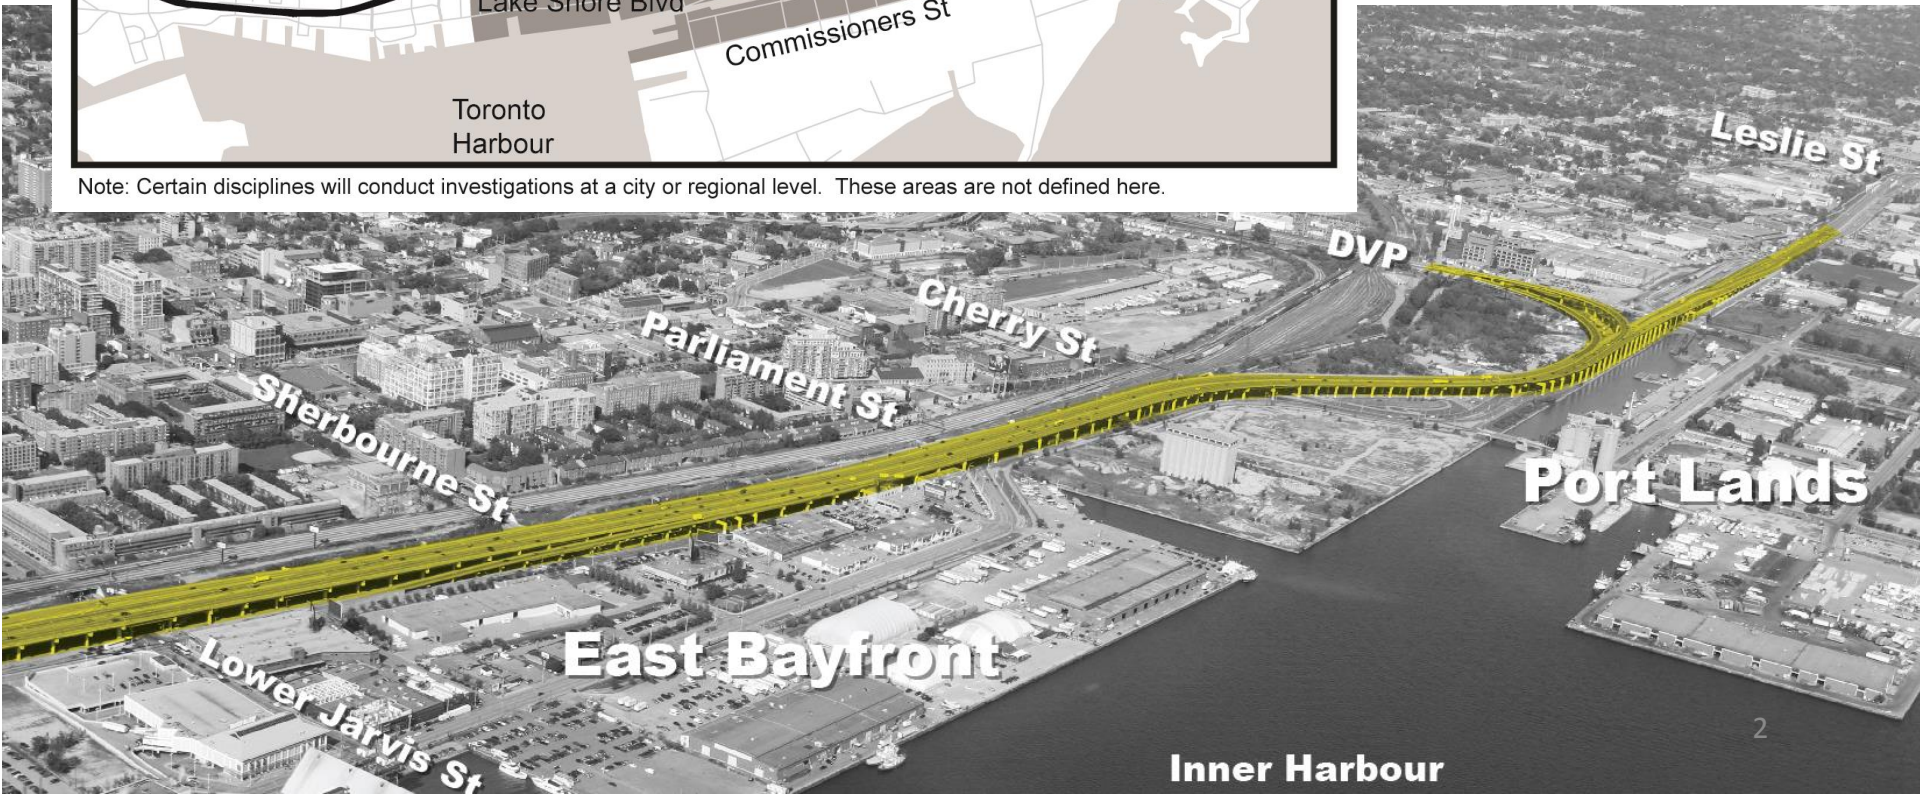 Lake Shore Blvd
Commissioners St
Toronto
Harbour
Note: Certain disciplines will conduct investigations at a city or regional level.  These areas are not defined here.
Leslie St
DVP
Cherry St
Parliament St
Sherbourne St
Port Lands
East Bayfront
Lower Jarvis St
2
Inner Harbour